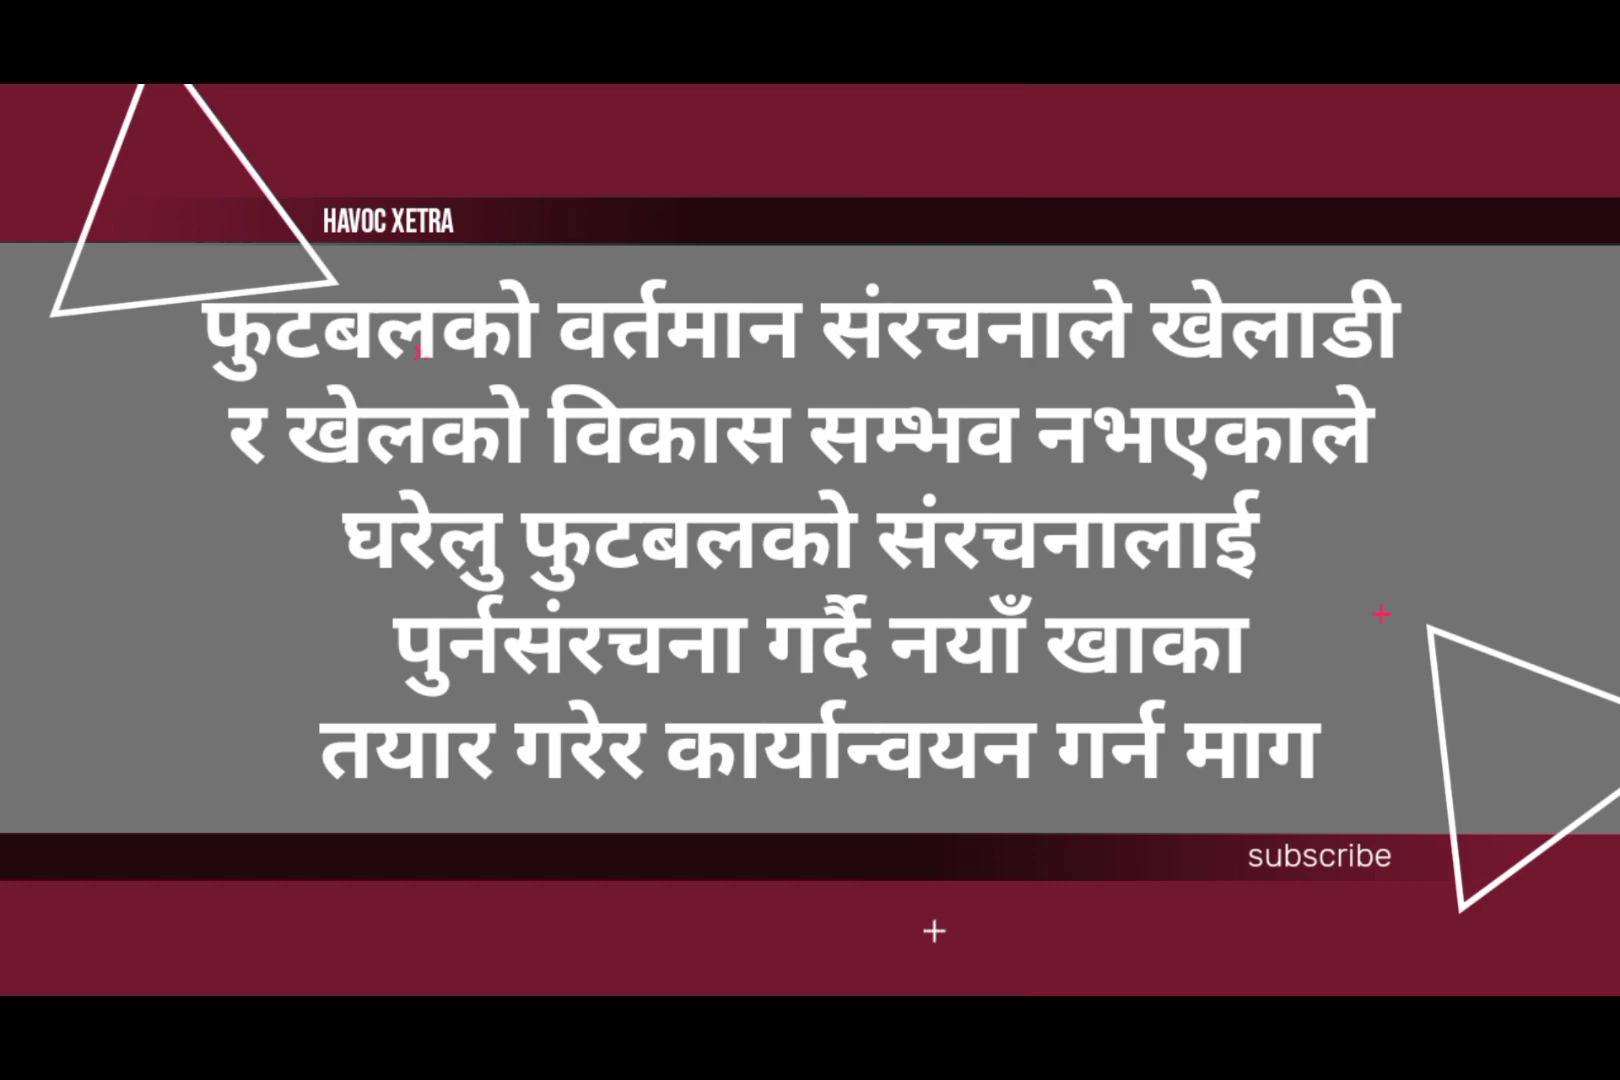 HAVOC XETRA
फुटबलको वर्तमान संरचनाले खेलाडी
र खेलको विकास सम्भव नभएकाले
घरेलु फुटबलको संरचनालाई
पुर्नसंरचना गर्दै नयाँ खाका
तयार गरेर कार्यान्वयन गर्न माग
subscribe